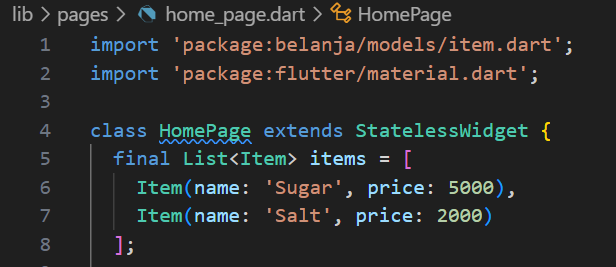 lib > pages > home_page.dart > HomePage
1 import 'package:belanja/models/item.dart';
2 import 'package:flutter/material.dart';
3
4 class HomePage extends StatelessWidget {
5   final List<Item> items = [
6     Item(name: 'Sugar', price: 5000),
7     Item(name: 'Salt', price: 2000)
8   ];